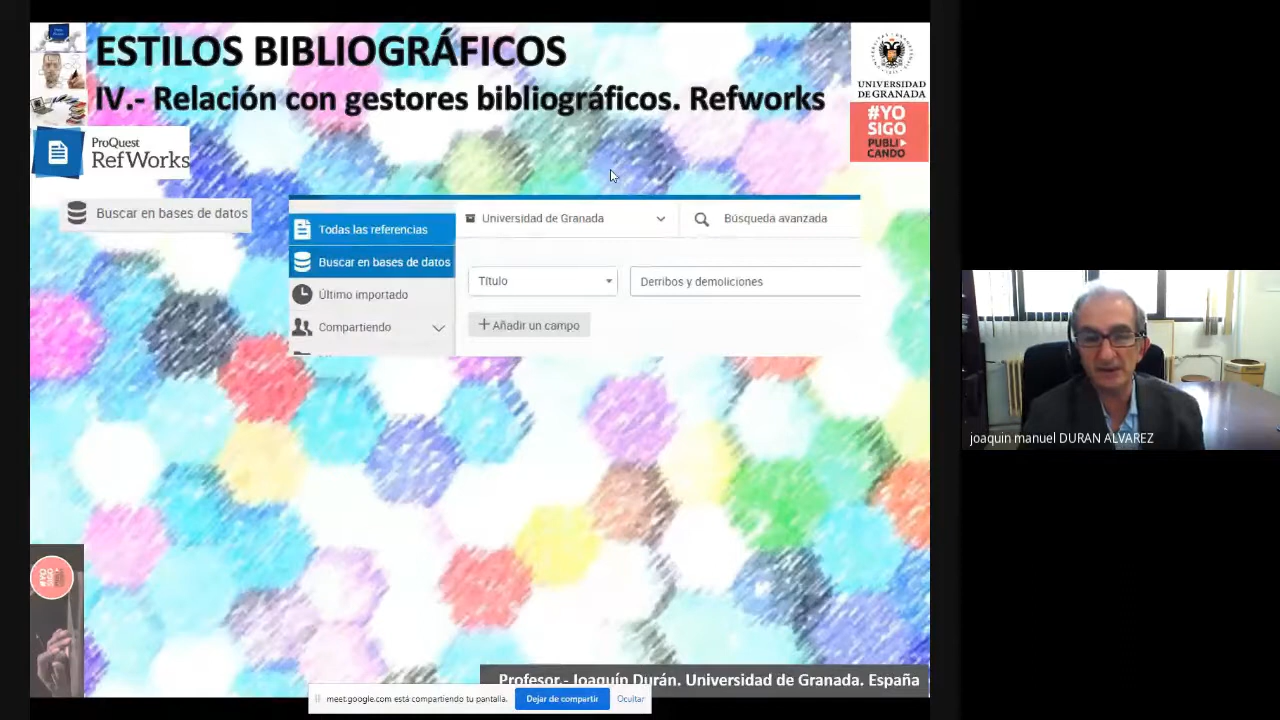 ESTILOS BIBLIOGRÁFICOS
IV.- Relación con gestores bibliográficos. Refworks
UNIVERSIDAD
DE GRANADA
#YO
SIGO
PUBLI
CANDO
ProQuest
RefWorks
Buscar en bases de datos
Todas las referencias
Buscar en bases de datos
Último importado
Compartiendo
Universidad de Granada
Búsqueda avanzada
Título
Derribos y demoliciones
Añadir un campo
joaquin manuel DURAN ALVAREZ
Profesor.- Joaquín Durán. Universidad de Granada. España
meet.google.com está compartiendo tu pantalla.
Dejar de compartir
Ocultar